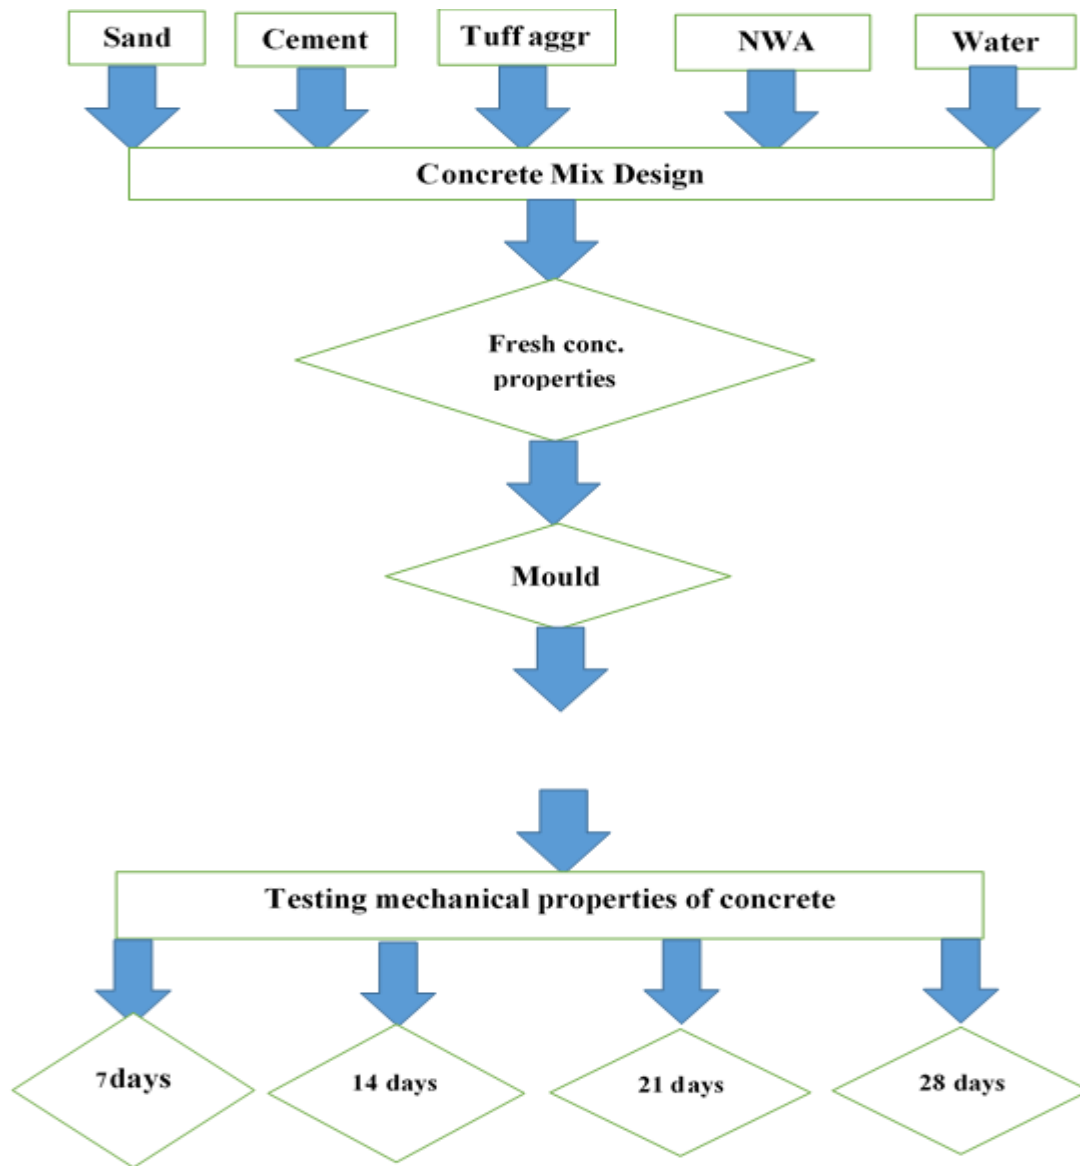 Sand
Cement
Tuff aggr
NWA
Water
Concrete Mix Design
Fresh conc.
properties
Mould
Testing mechanical properties of concrete
7days
14 days
21 days
28 days